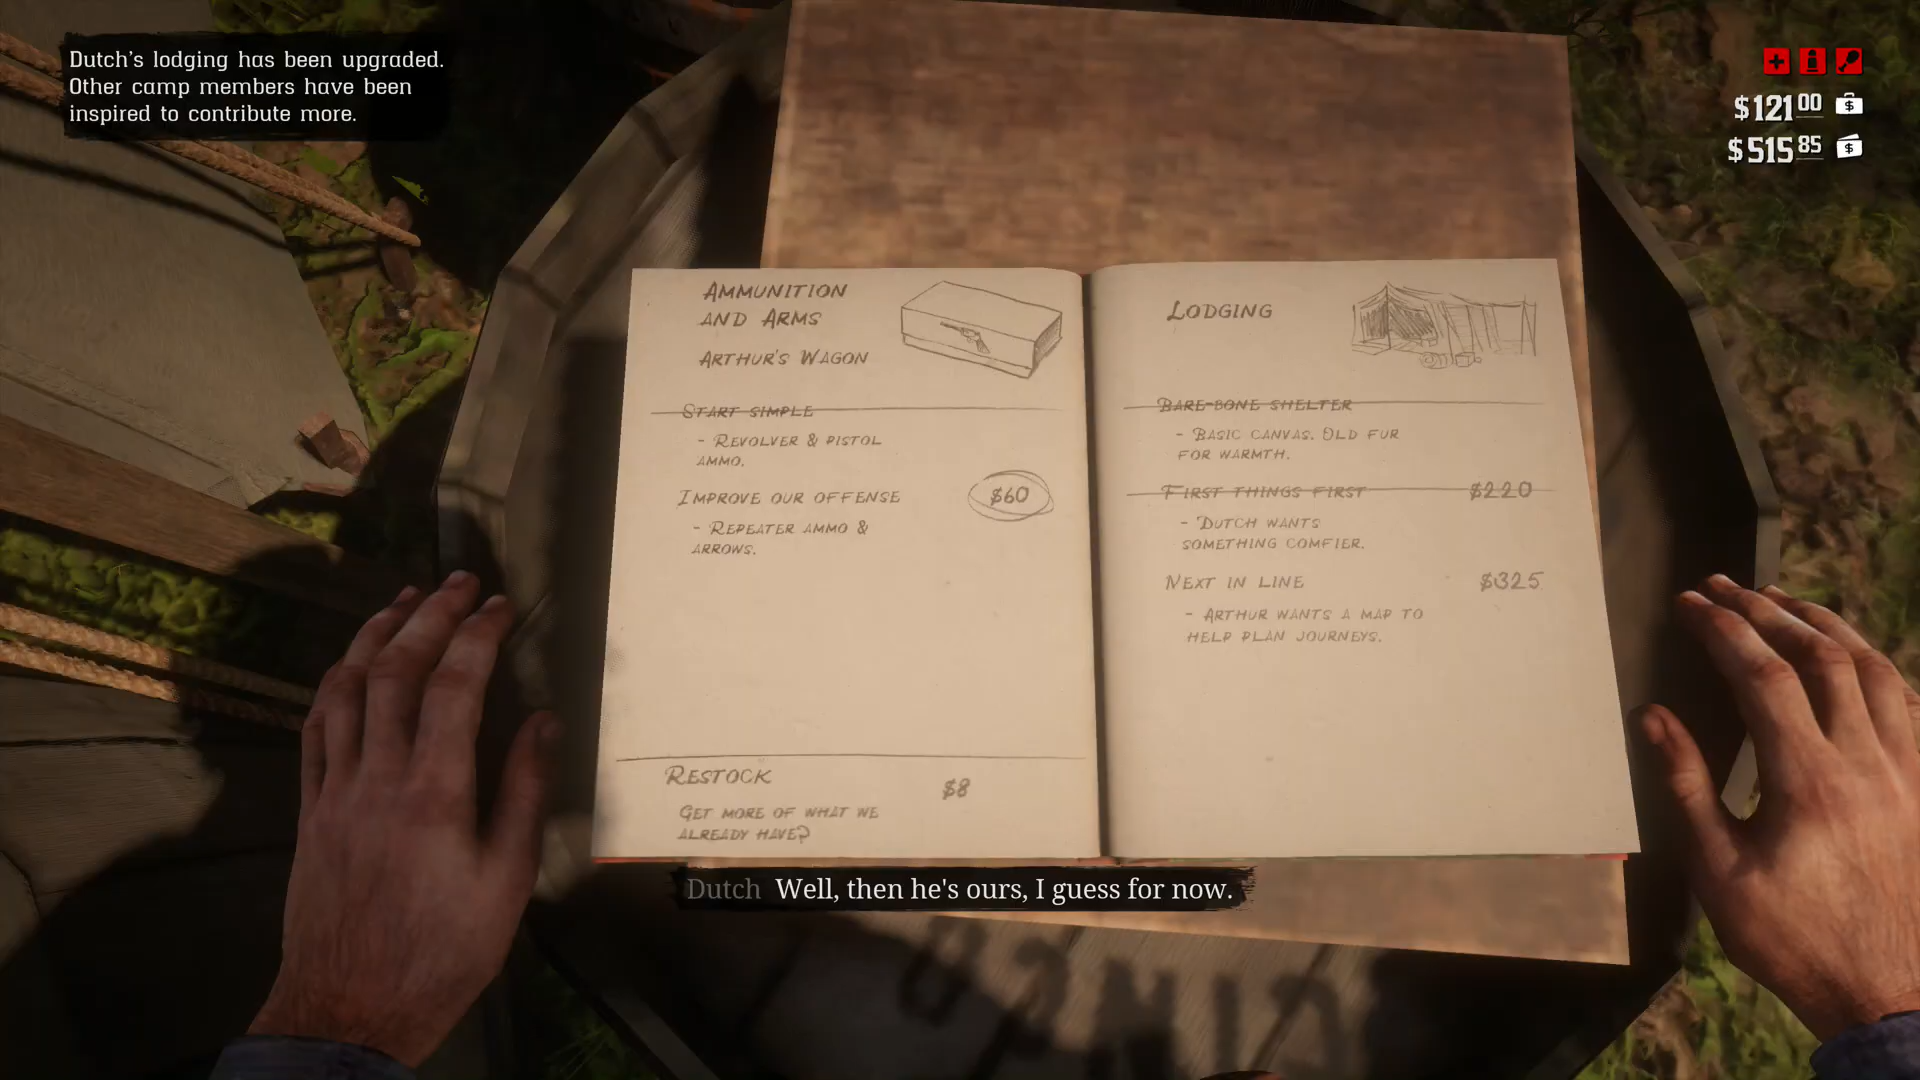 Dutch's lodging has been upgraded.
Other camp members have been
inspired to contribute more.
$121 00
$515 85
AMMUNITION
AND ARMS
ARTHUR'S WAGON
START SIMPLE
- REVOLVER & PISTOL
AMMO.
IMPROVE OUR OFFENSE $60
- REPEATER AMMO &
ARROWS.
RESTOCK $8
GET MORE OF WHAT WE
ALREADY HAVE?
LODGING
BARE-BONE SHELTER
- BASIC CANVAS. OLD FUR
FOR WARMTH.
FIRST THINGS FIRST $220
- DUTCH WANTS
SOMETHING COMFIER.
NEXT IN LINE $325
- ARTHUR WANTS A MAP TO
HELP PLAN JOURNEYS.
Dutch Well, then he's ours, I guess for now.